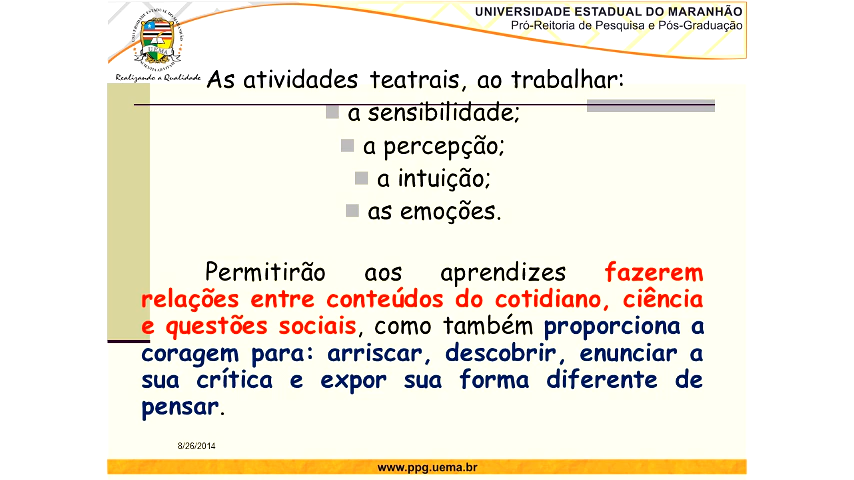 UNIVERSIDADE ESTADUAL DO MARANHÃO
Pró-Reitoria de Pesquisa e Pós-Graduação
UEMA
Realizando a Qualidade
As atividades teatrais, ao trabalhar:
a sensibilidade;
a percepção;
a intuição;
as emoções.
Permitirão aos aprendizes fazerem
relações entre conteúdos do cotidiano, ciência
e questões sociais, como também proporciona a
coragem para: arriscar, descobrir, enunciar a
sua crítica e expor sua forma diferente de
pensar.
8/26/2014
www.ppg.uema.br